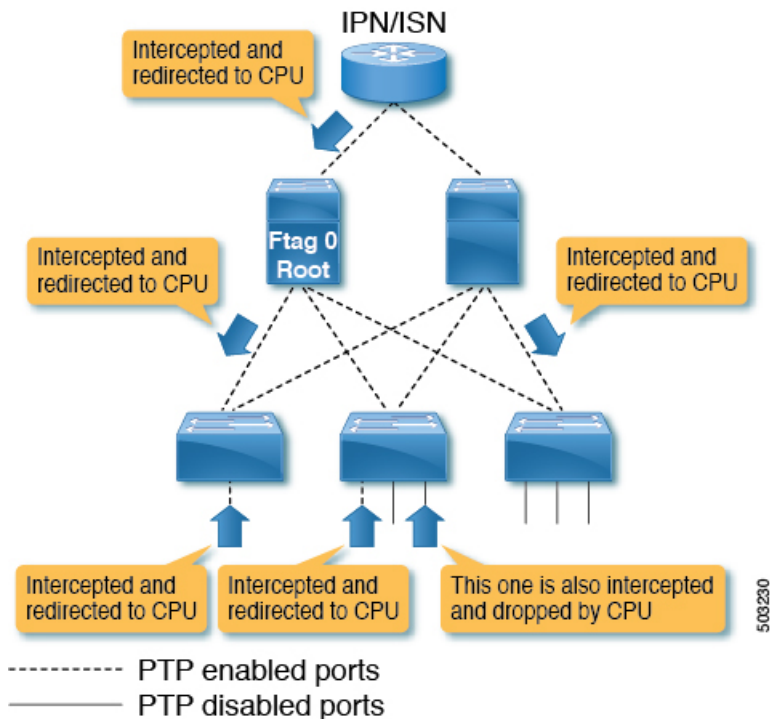 IPN/ISN
Intercepted and
redirected to CPU
Ftag 0
Root
Intercepted and
redirected to CPU
Intercepted and
redirected to CPU
Intercepted and
redirected to CPU
Intercepted and
redirected to CPU
This one is also intercepted
and dropped by CPU
503230
PTP enabled ports
PTP disabled ports